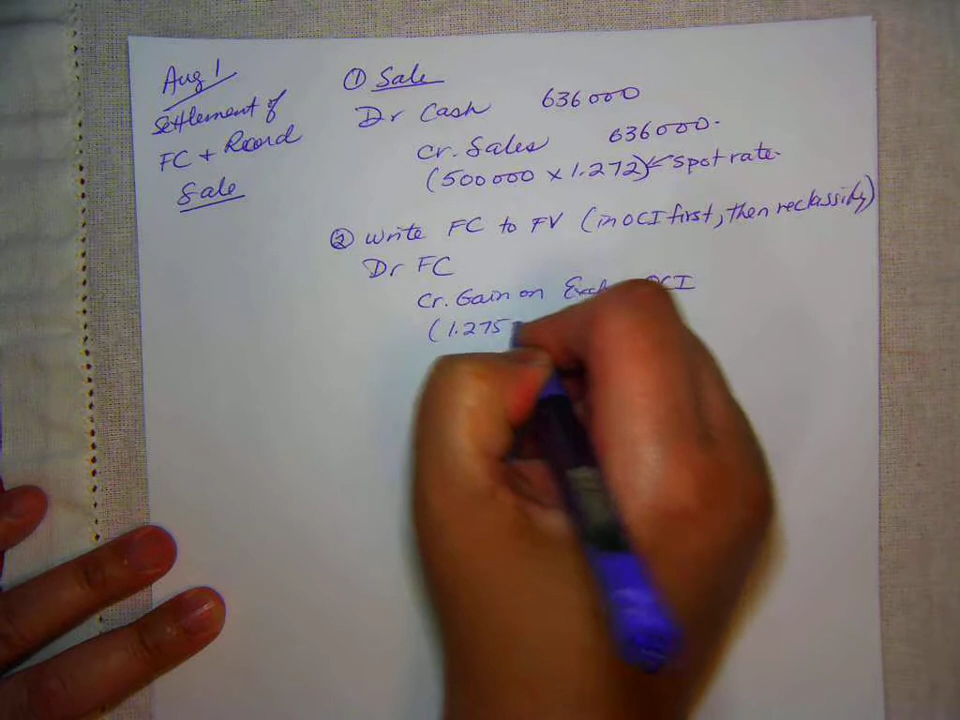 Aug 1
Settlement of
FC + Record
Sale
① Sale
Dr Cash 636000
Cr. Sales 636000.
(500000 × 1.272) ← Spot rate.
② Write FC to FV (in OCI first, then reclassify)
Dr FC
Cr. Gain on OCI
(1.275